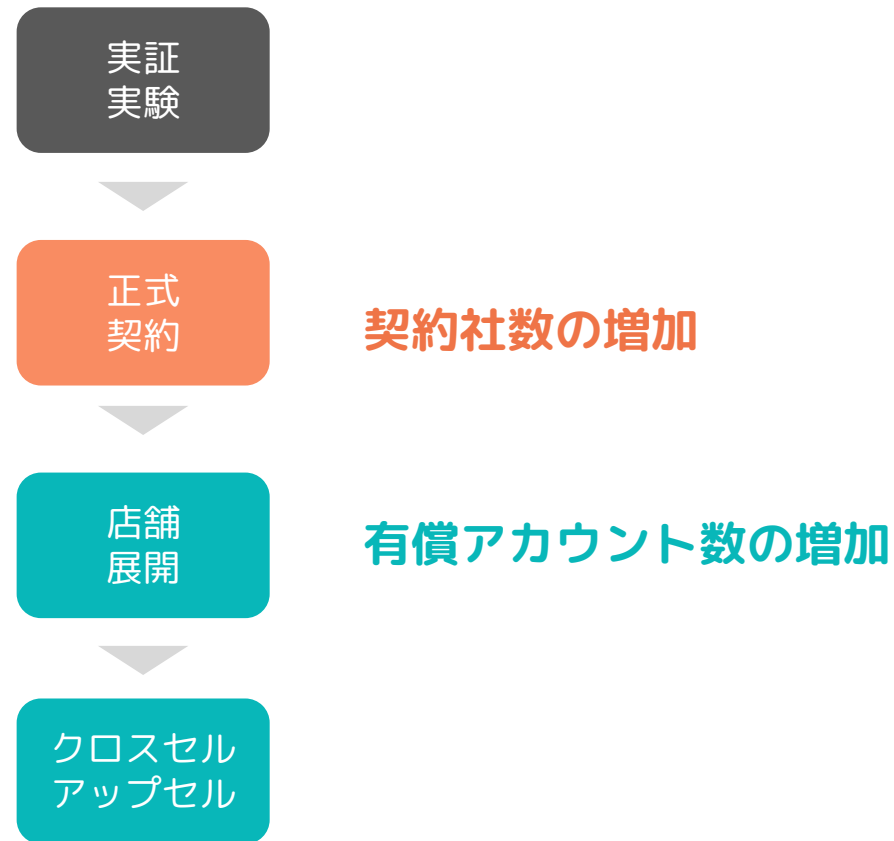 実証
実験
正式
契約
契約社数の増加
店舗
展開
有償アカウント数の増加
クロスセル
アップセル